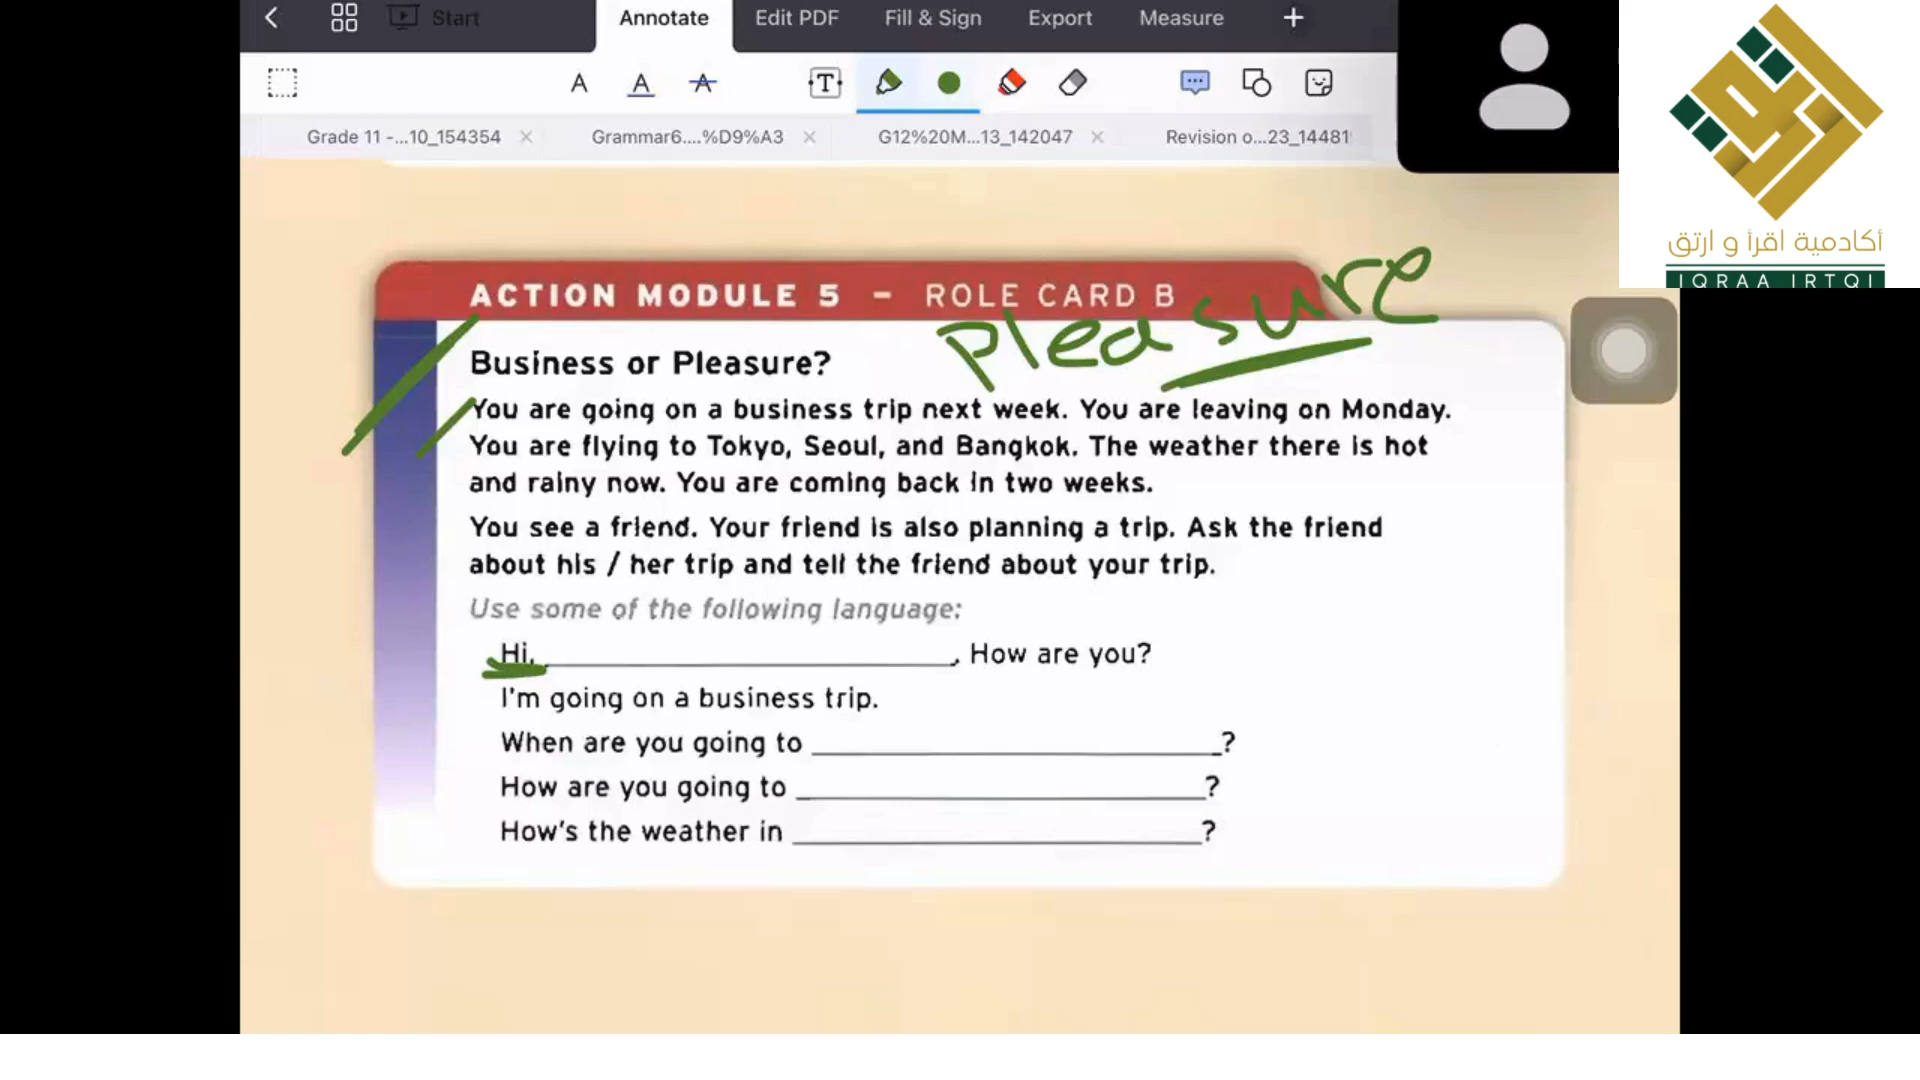 Start
Annotate
Edit PDF
Fill & Sign
Export
Measure
Grade 11 -...10_154354
Grammar6....%D9%A3
G12%20M...13_142047
Revision o...23_14481
أكاديمية اقرأ و ارتق
IQRAA IRTQI
ACTION MODULE 5 – ROLE CARD B
pleasure
Business or Pleasure?
You are going on a business trip next week. You are leaving on Monday.
You are flying to Tokyo, Seoul, and Bangkok. The weather there is hot
and rainy now. You are coming back in two weeks.
You see a friend. Your friend is also planning a trip. Ask the friend
about his / her trip and tell the friend about your trip.
Use some of the following language:
Hi, ____________________. How are you?
I'm going on a business trip.
When are you going to ____________________?
How are you going to ____________________?
How's the weather in ____________________?